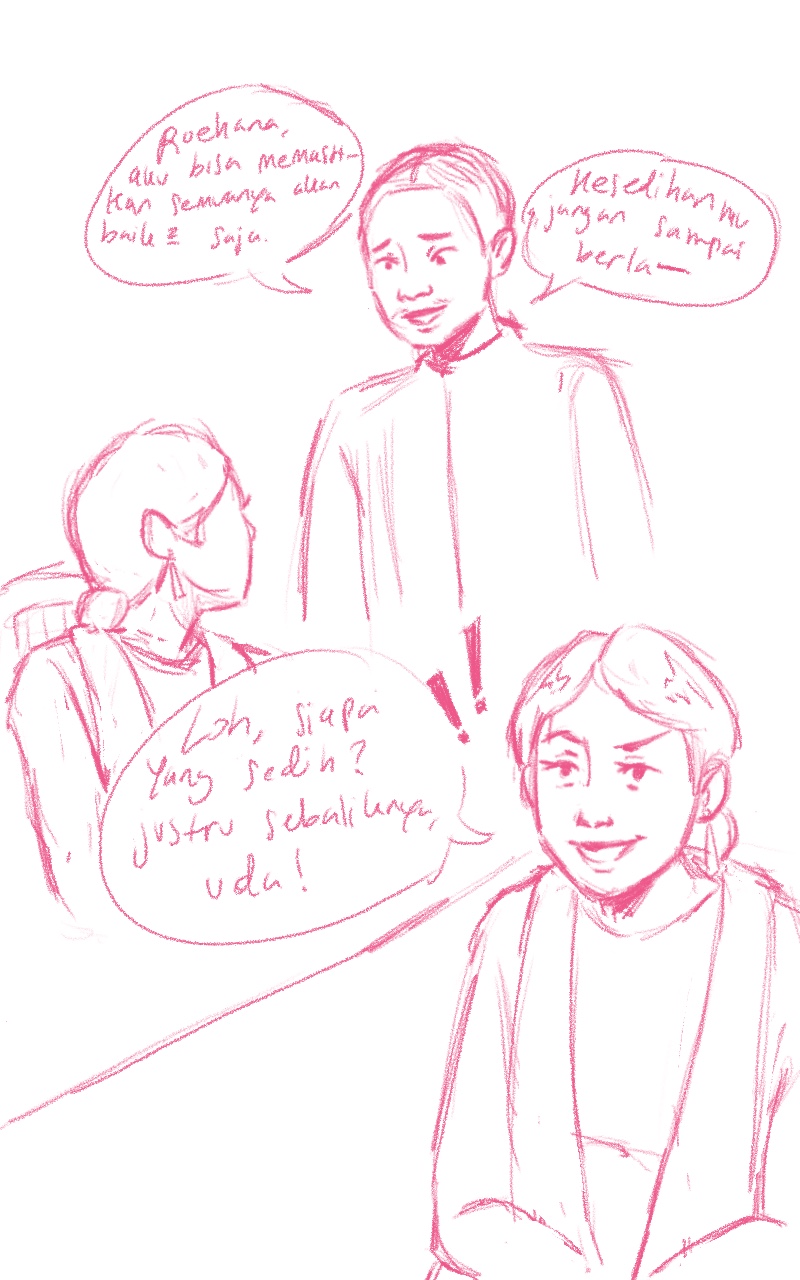 Roehana,
aku bisa memasti-
kan semuanya akan
baik2 saja.
Kesedihanmu
jangan sampai
berla—
!!
Loh, siapa
yang sedih?
justru sebaliknya,
uda!